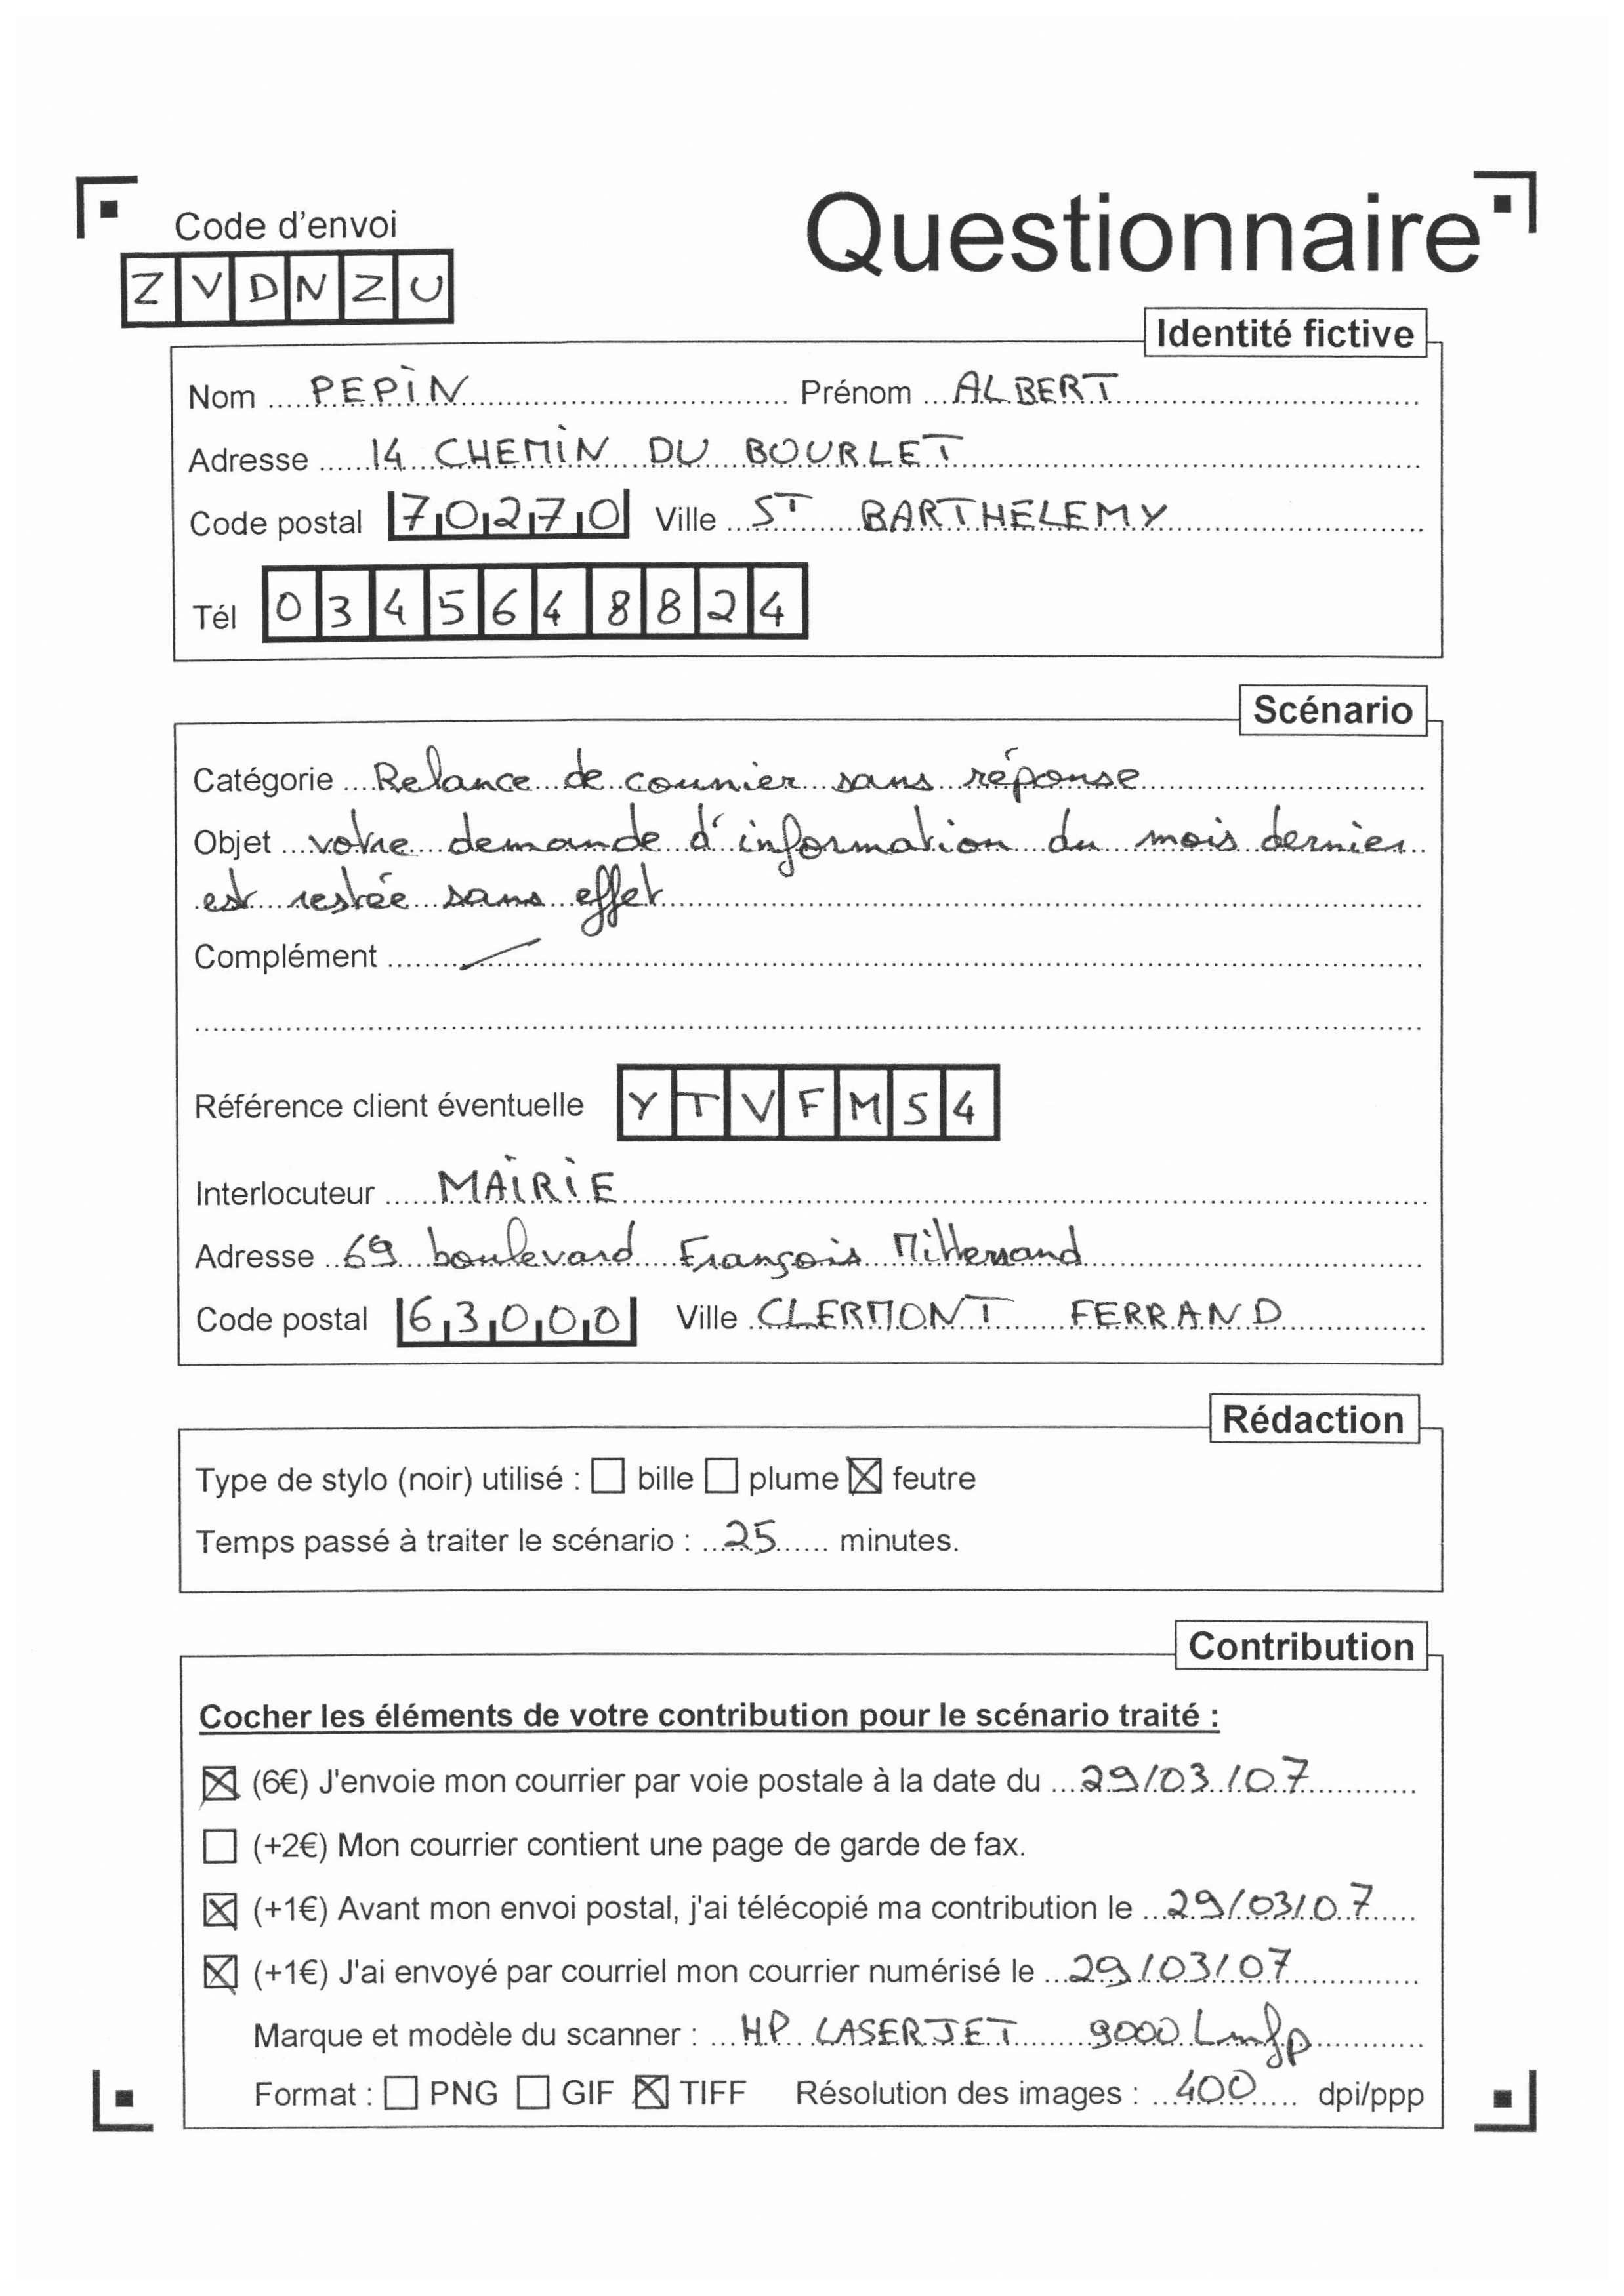 Questionnaire
Code d'envoi
ZVDNZU
Identité fictive
Nom PEPIN Prénom ALBERT
Adresse 14 CHEMIN DU BOURLET
Code postal 70270 Ville ST BARTHELEMY
Tél 0345648824
Scénario
Catégorie Relance de courrier sans réponse
Objet votre demande d'information du mois dernier
est restée sans effet
Complément
Référence client éventuelle YTVFM54
Interlocuteur MAIRIE
Adresse 69 boulevard François Mitterrand
Code postal 63000 Ville CLERMONT FERRAND
Rédaction
Type de stylo (noir) utilisé : ☐ bille ☐ plume ☒ feutre
Temps passé à traiter le scénario : 25 minutes.
Contribution
Cocher les éléments de votre contribution pour le scénario traité :
☒ (6€) J'envoie mon courrier par voie postale à la date du 29/03/07
☐ (+2€) Mon courrier contient une page de garde de fax.
☒ (+1€) Avant mon envoi postal, j'ai télécopié ma contribution le 29/03/07
☒ (+1€) J'ai envoyé par courriel mon courrier numérisé le 29/03/07
Marque et modèle du scanner : HP LASERJET 9000 Lmfp
Format : ☐ PNG ☐ GIF ☒ TIFF Résolution des images : 400 dpi/ppp